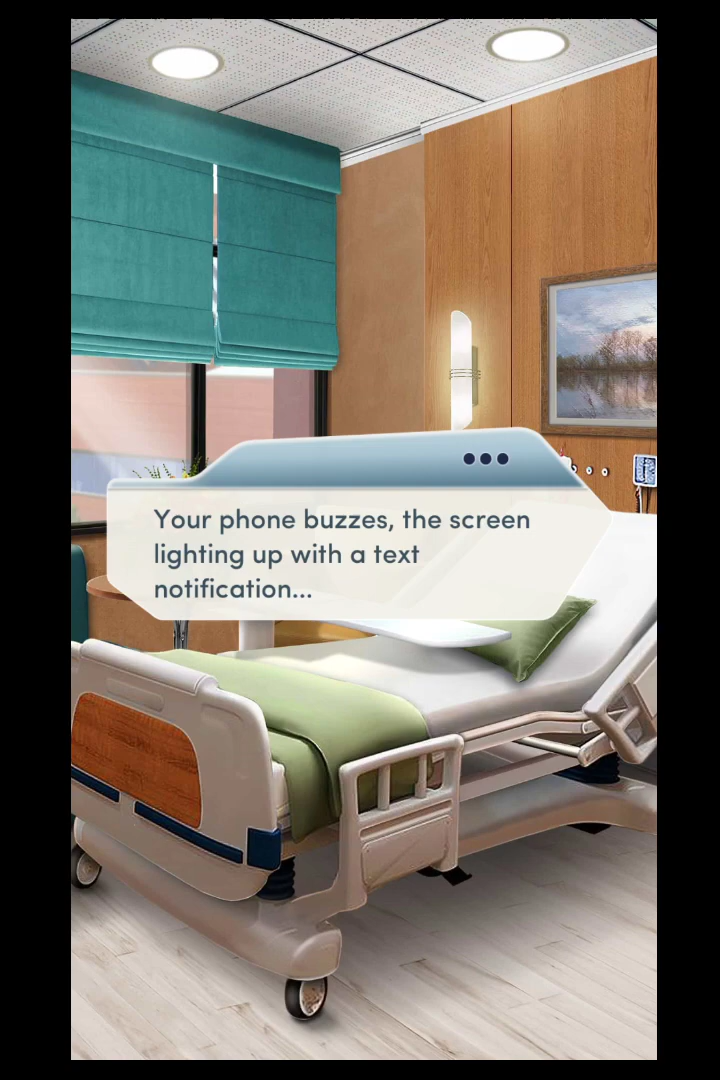 Your phone buzzes, the screen
lighting up with a text
notification...